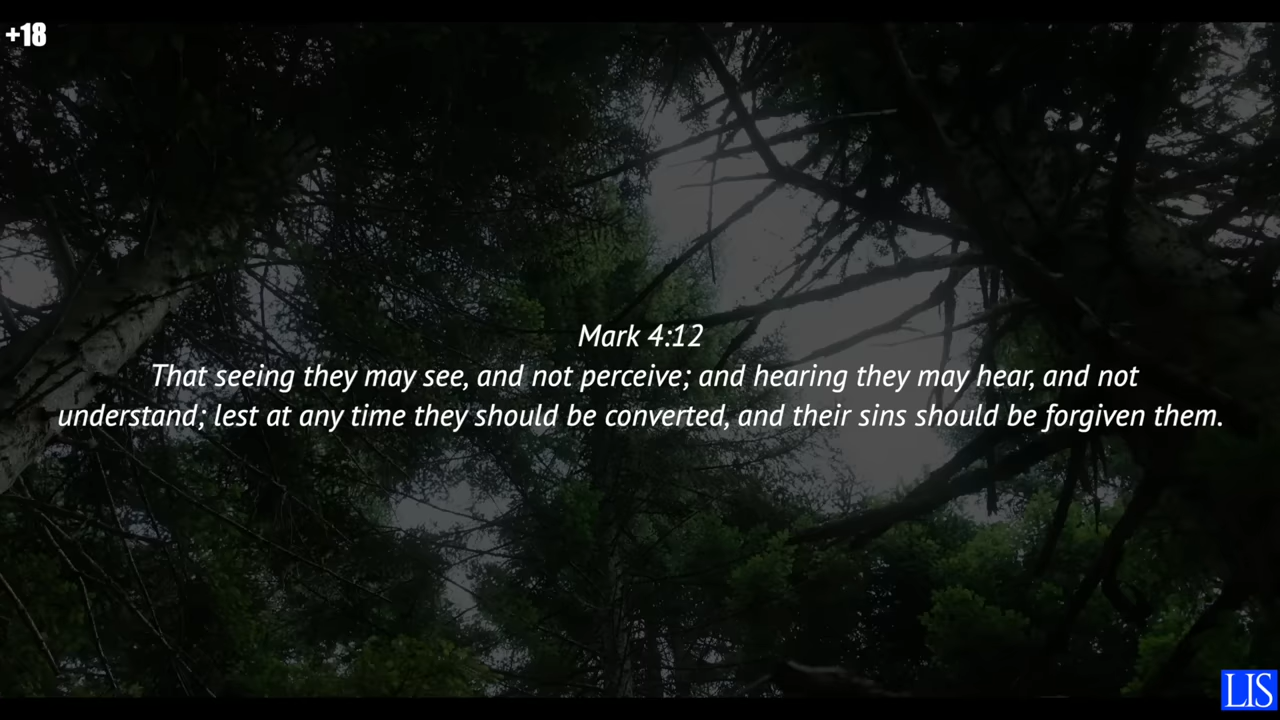 +18
Mark 4:12
That seeing they may see, and not perceive; and hearing they may hear, and not
understand; lest at any time they should be converted, and their sins should be forgiven them.
LIS